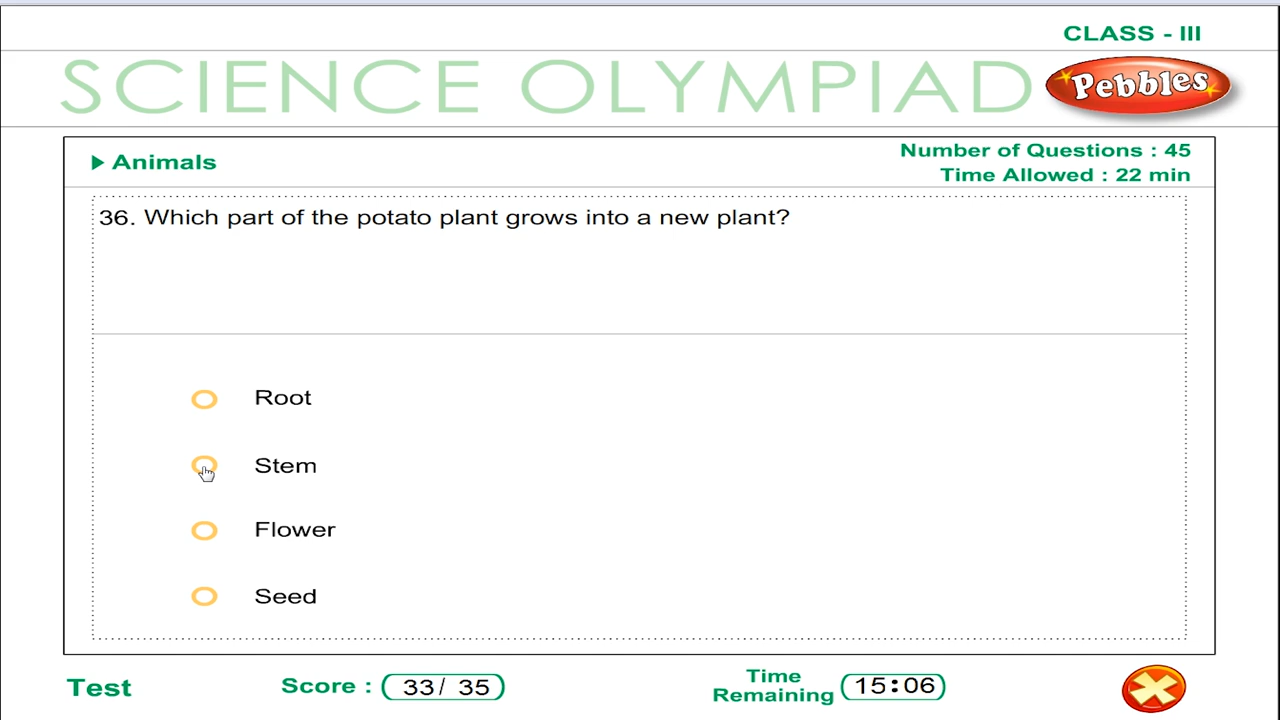 CLASS - III
SCIENCE OLYMPIAD
Pebbles
Animals
Number of Questions : 45
Time Allowed : 22 min
36. Which part of the potato plant grows into a new plant?
Root
Stem
Flower
Seed
Test
Score : 33/ 35
Time
Remaining 15:06